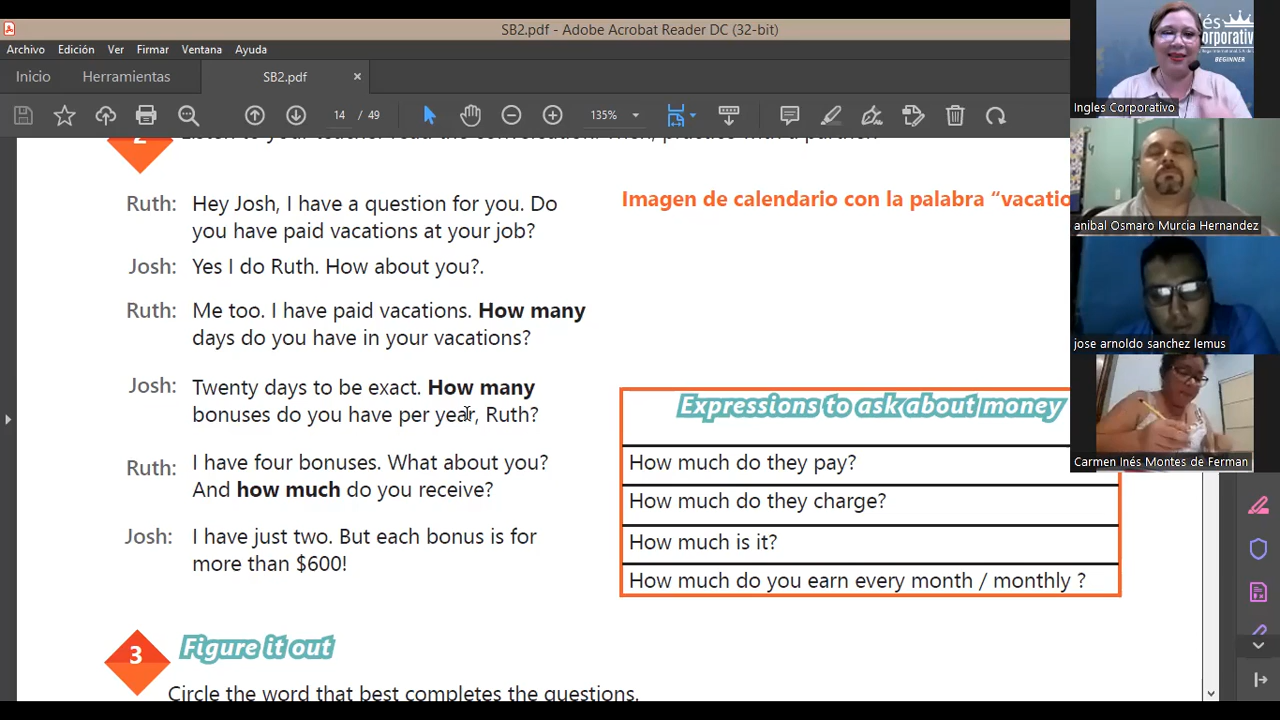 SB2.pdf - Adobe Acrobat Reader DC (32-bit)
Archivo Edición Ver Firmar Ventana Ayuda
Inicio Herramientas SB2.pdf ×
14 / 49 135%
2
Ruth: Hey Josh, I have a question for you. Do
you have paid vacations at your job?
Josh: Yes I do Ruth. How about you?.
Ruth: Me too. I have paid vacations. How many
days do you have in your vacations?
Josh: Twenty days to be exact. How many
bonuses do you have per year, Ruth?
Ruth: I have four bonuses. What about you?
And how much do you receive?
Josh: I have just two. But each bonus is for
more than $600!
Imagen de calendario con la palabra “vacatio
Expressions to ask about money
How much do they pay?
How much do they charge?
How much is it?
How much do you earn every month / monthly ?
3 Figure it out
Circle the word that best completes the questions.
és
orporativ
BEGINNER
Ingles Corporativo
anibal Osmaro Murcia Hernandez
jose arnoldo sanchez lemus
Carmen Inés Montes de Ferman